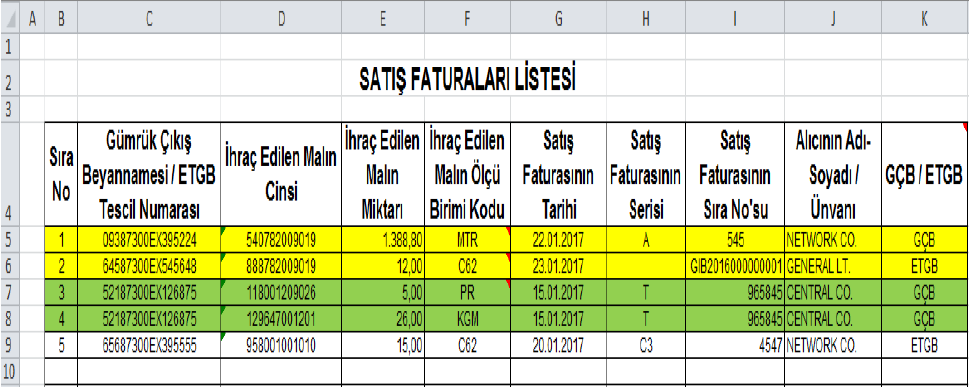 A B C D E F G H I J K
1
2 SATIŞ FATURALARI LİSTESİ
3
4 Sıra No Gümrük Çıkış Beyannamesi / ETGB Tescil Numarası İhraç Edilen Malın Cinsi İhraç Edilen Malın Miktarı İhraç Edilen Malın Ölçü Birimi Kodu Satış Faturasının Tarihi Satış Faturasının Serisi Satış Faturasının Sıra No'su Alıcının Adı-Soyadı / Ünvanı GÇB / ETGB
5 1 09387300EX395224 540782009019 1.388,80 MTR 22.01.2017 A 545 NETWORK CO. GÇB
6 2 64587300EX545648 888782009019 12,00 C62 23.01.2017 GIB2016000000001 GENERAL LT. ETGB
7 3 52187300EX126875 118001209026 5,00 PR 15.01.2017 T 965845 CENTRAL CO. GÇB
8 4 52187300EX126875 129647001201 26,00 KGM 15.01.2017 T 965845 CENTRAL CO. GÇB
9 5 65687300EX395555 958001001010 15,00 C62 20.01.2017 C3 4547 NETWORK CO. ETGB
10